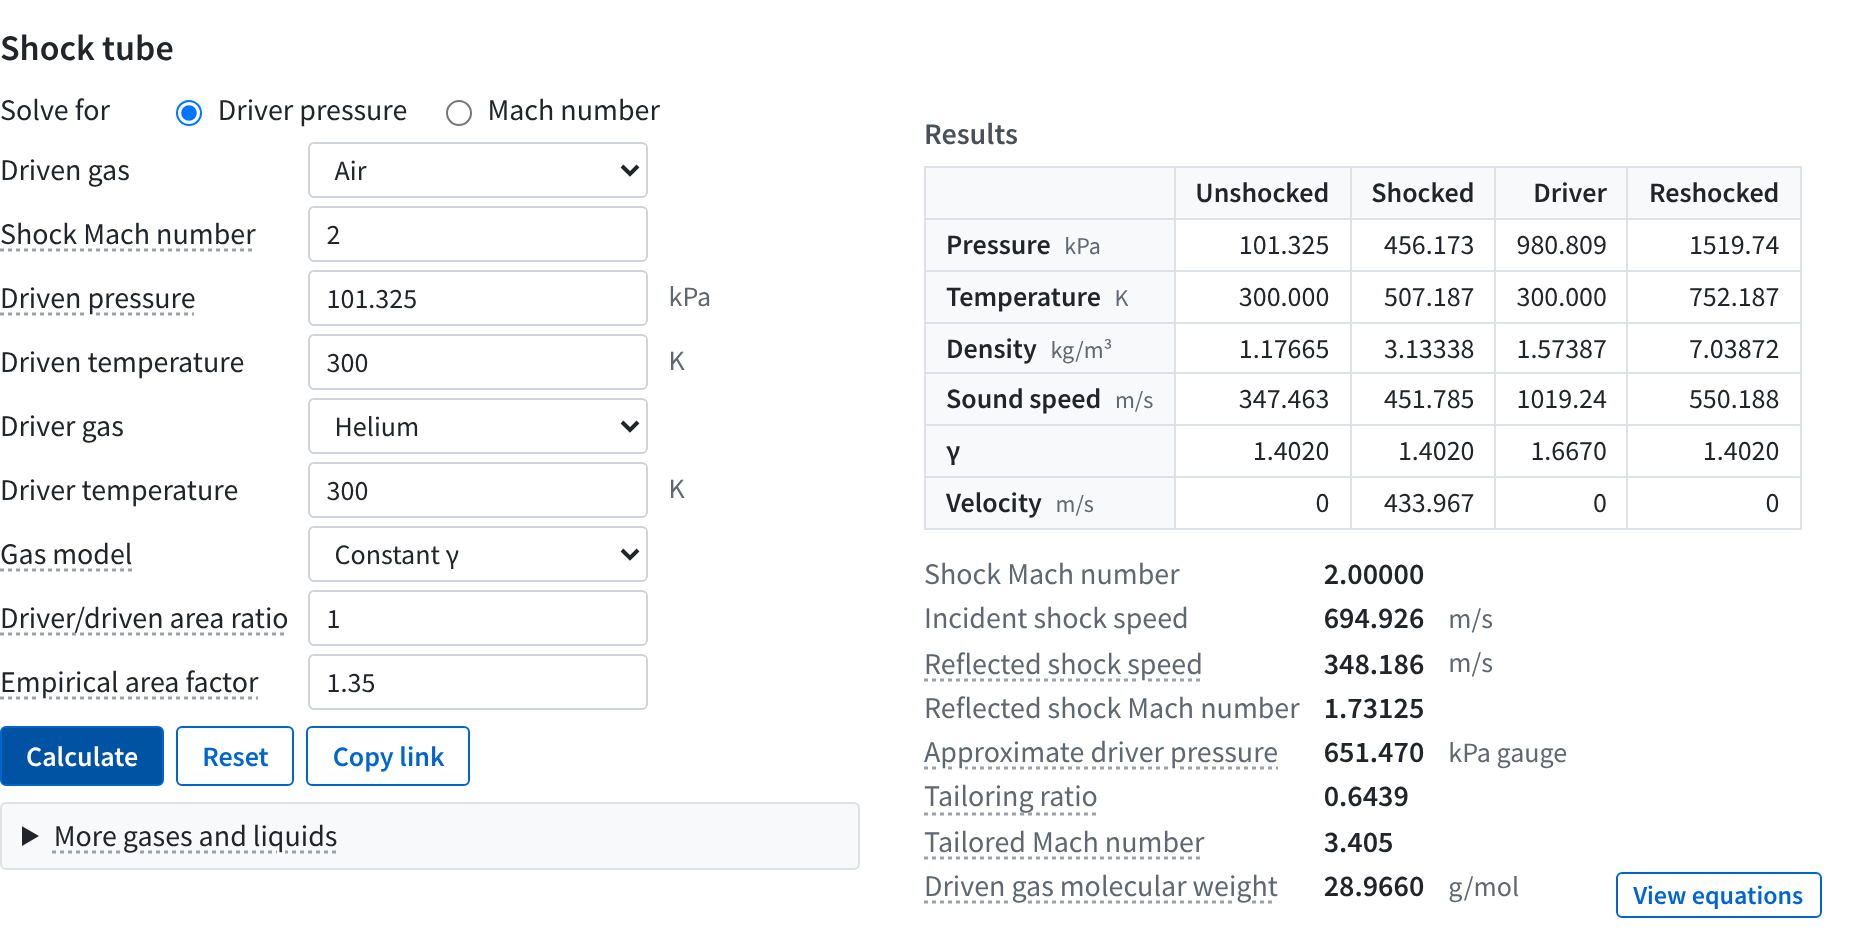 Shock tube
Solve for Driver pressure Mach number
Driven gas Air
Shock Mach number 2
Driven pressure 101.325 kPa
Driven temperature 300 K
Driver gas Helium
Driver temperature 300 K
Gas model Constant γ
Driver/driven area ratio 1
Empirical area factor 1.35
Calculate Reset Copy link
More gases and liquids
Results
Unshocked Shocked Driver Reshocked
Pressure kPa 101.325 456.173 980.809 1519.74
Temperature K 300.000 507.187 300.000 752.187
Density kg/m³ 1.17665 3.13338 1.57387 7.03872
Sound speed m/s 347.463 451.785 1019.24 550.188
γ 1.4020 1.4020 1.6670 1.4020
Velocity m/s 0 433.967 0 0
Shock Mach number 2.00000
Incident shock speed 694.926 m/s
Reflected shock speed 348.186 m/s
Reflected shock Mach number 1.73125
Approximate driver pressure 651.470 kPa gauge
Tailoring ratio 0.6439
Tailored Mach number 3.405
Driven gas molecular weight 28.9660 g/mol
View equations